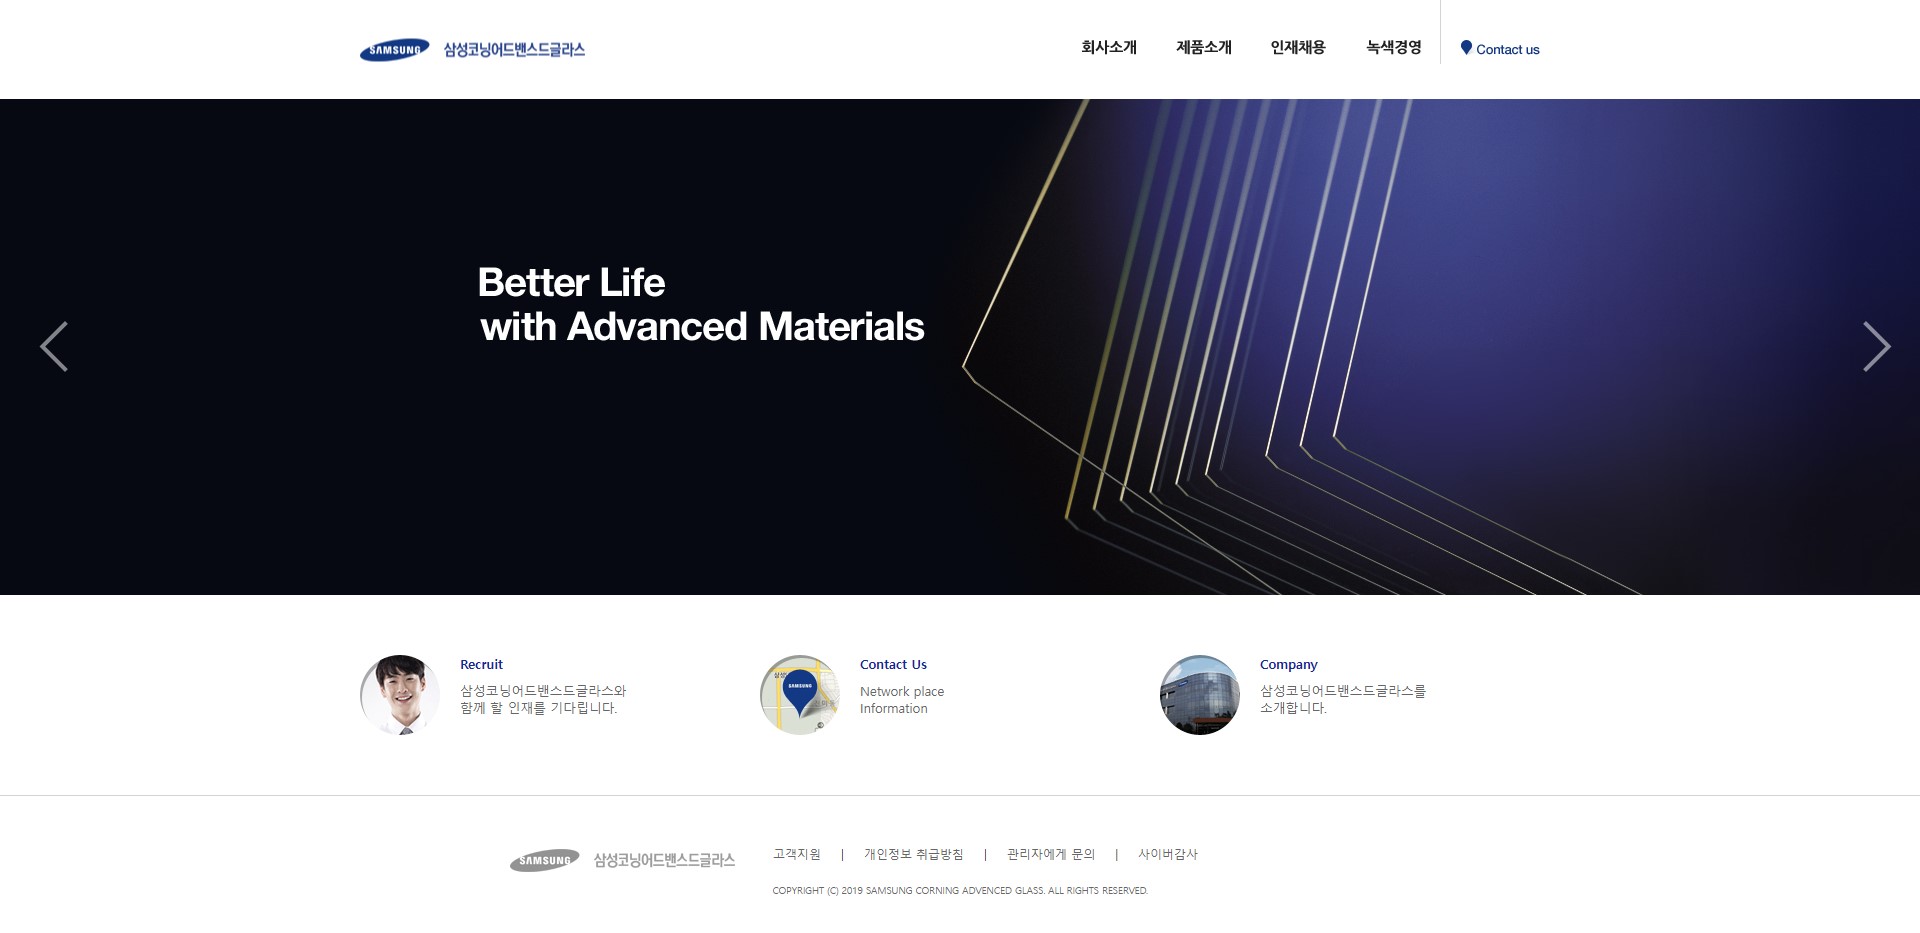 SAMSUNG 삼성코닝어드밴스드글라스
회사소개 제품소개 인재채용 녹색경영 Contact us
Better Life
with Advanced Materials
Recruit
삼성코닝어드밴스드글라스와
함께 할 인재를 기다립니다.
SAMSUNG
Contact Us
Network place
Information
Company
삼성코닝어드밴스드글라스를
소개합니다.
SAMSUNG 삼성코닝어드밴스드글라스
고객지원 | 개인정보 취급방침 | 관리자에게 문의 | 사이버감사
COPYRIGHT (C) 2019 SAMSUNG CORNING ADVENCED GLASS. ALL RIGHTS RESERVED.